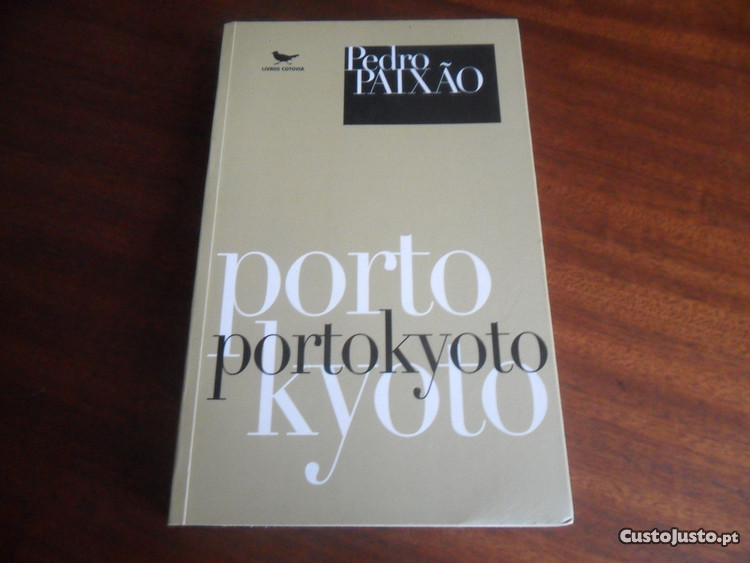 LIVROS COTOVIA
Pedro
PAIXÃO
porto
portokyoto
kyoto
CustoJusto.pt